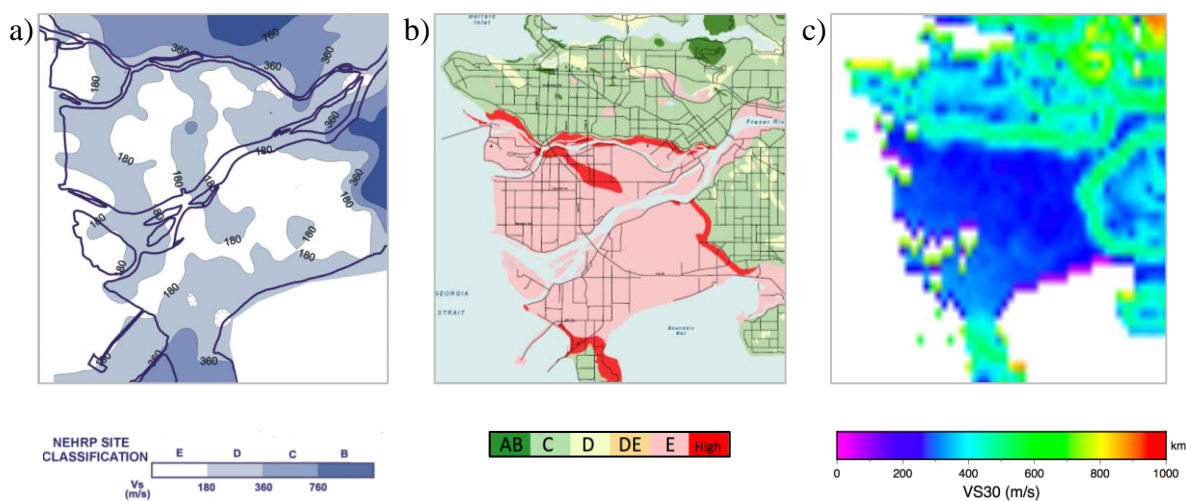 a)
b)
c)
760
360
360
360
180
360
360
180
180
180
180
180
180
180
180
180
180
180
180
360
360
Burrard
Inlet
Fraser Riv
GEORGIA
STRAIT
Boundary
Bay
NEHRP SITE
CLASSIFICATION
E D C B
Vs
(m/s)
180 360 760
AB C D DE E High
km
0 200 400 600 800 1000
VS30 (m/s)